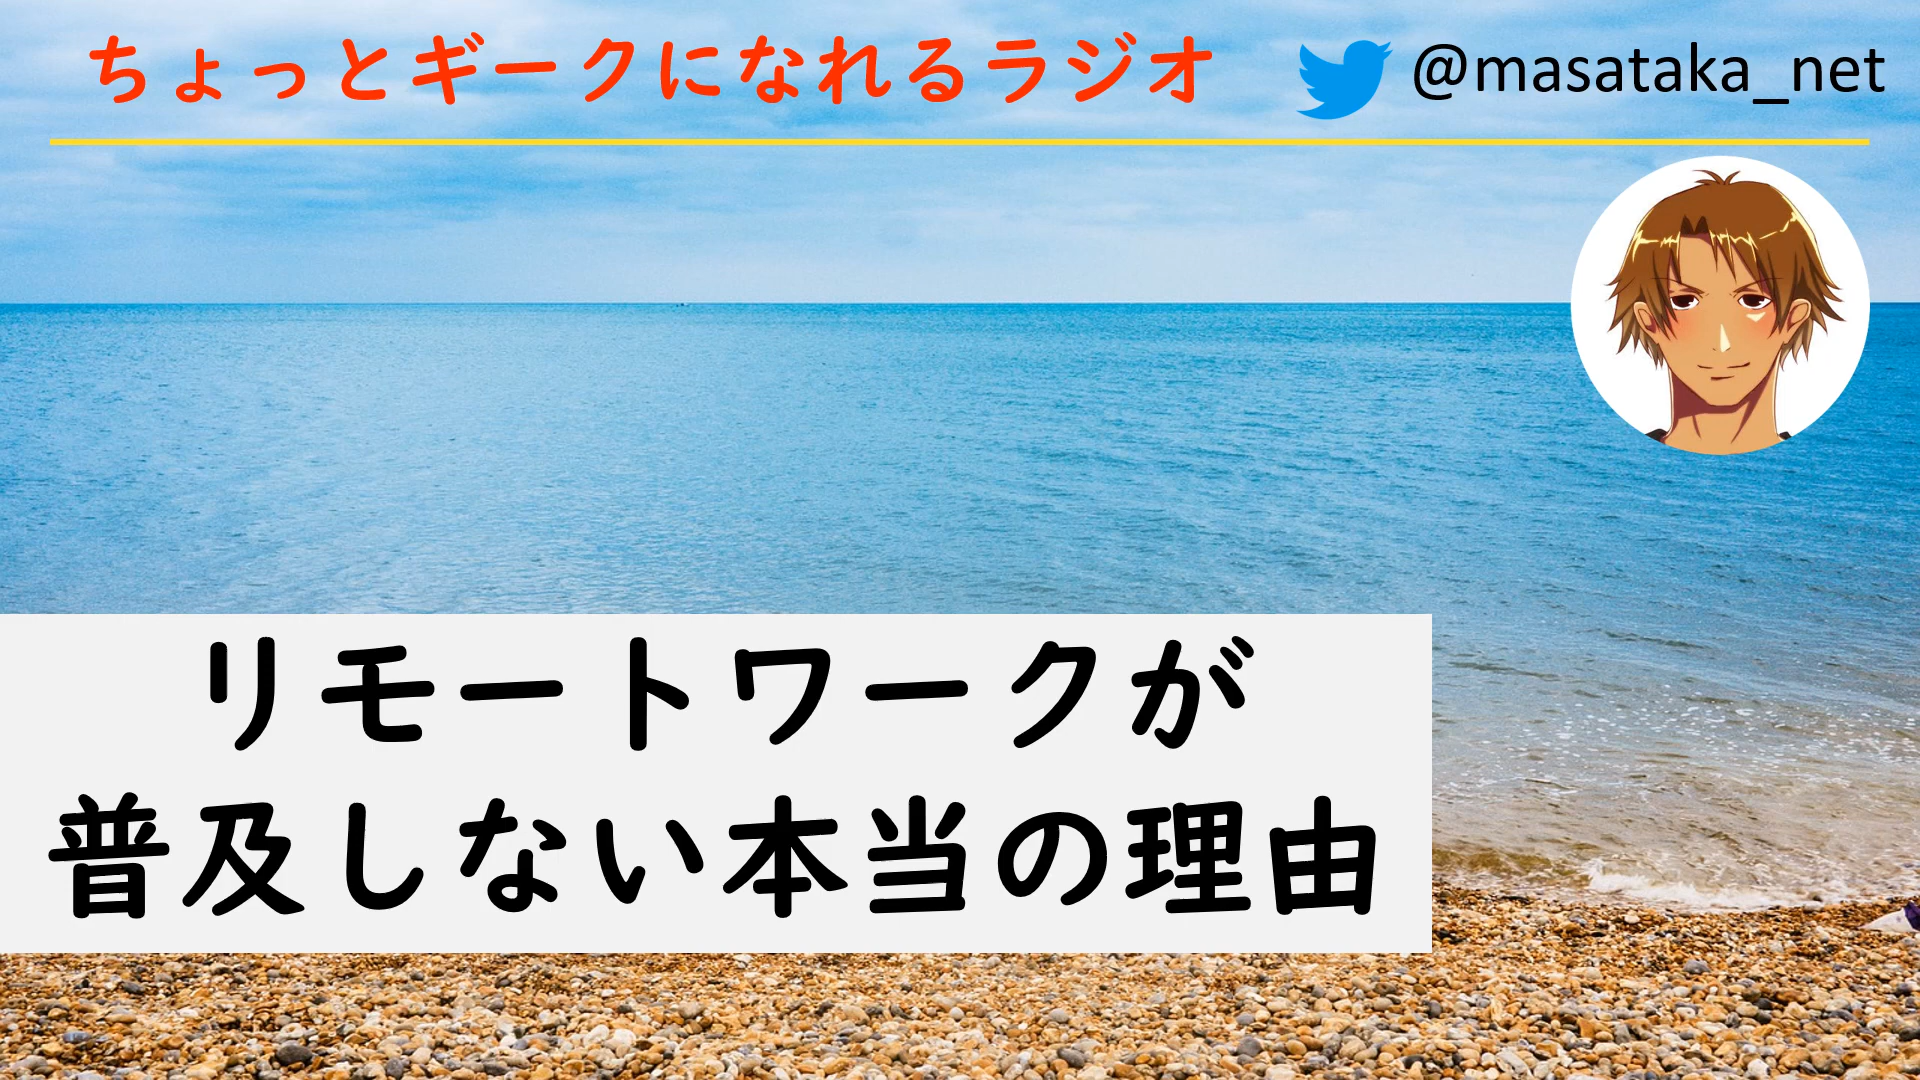 ちょっとギークになれるラジオ
@masataka_net
リモートワークが
普及しない本当の理由